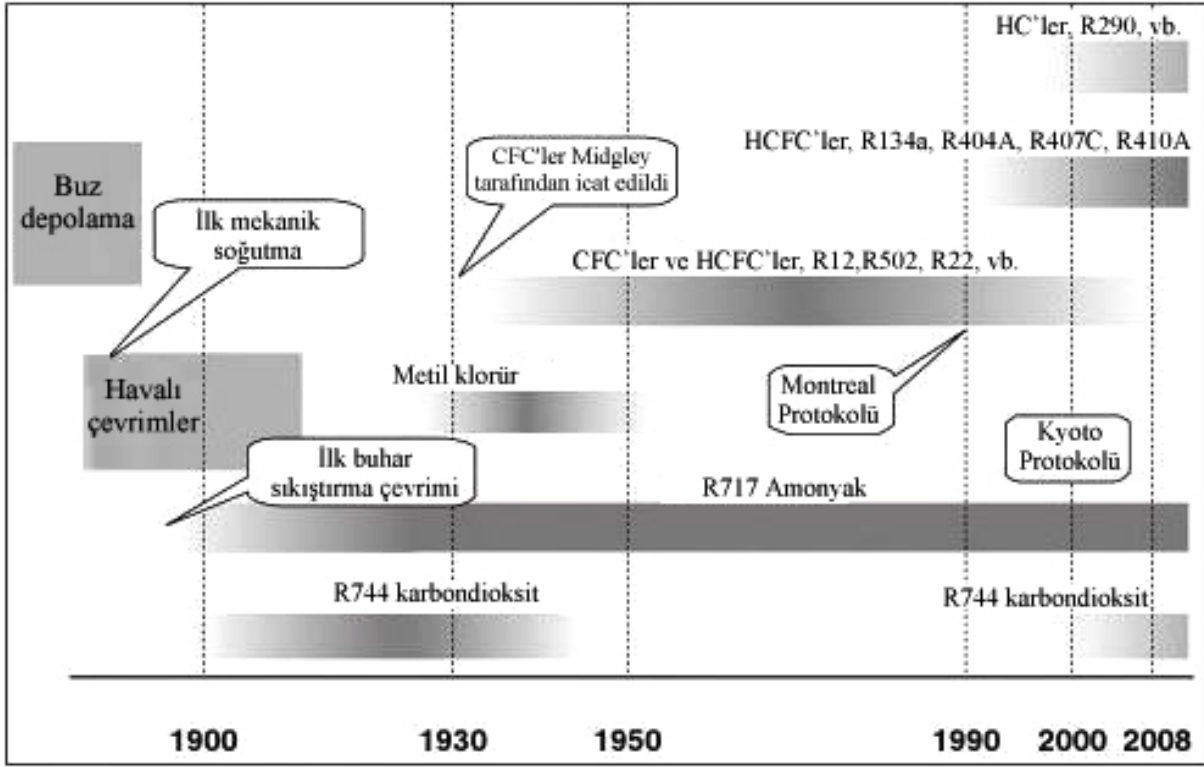 HC'ler, R290, vb.
HCFC'ler, R134a, R404A, R407C, R410A
CFC'ler Midgley
tarafından icat edildi
Buz
depolama
İlk mekanik
soğutma
CFC'ler ve HCFC'ler, R12,R502, R22, vb.
Metil klorür
Havalı
çevrimler
Montreal
Protokolü
Kyoto
Protokolü
İlk buhar
sıkıştırma çevrimi
R717 Amonyak
R744 karbondioksit
R744 karbondioksit
1900
1930
1950
1990
2000
2008